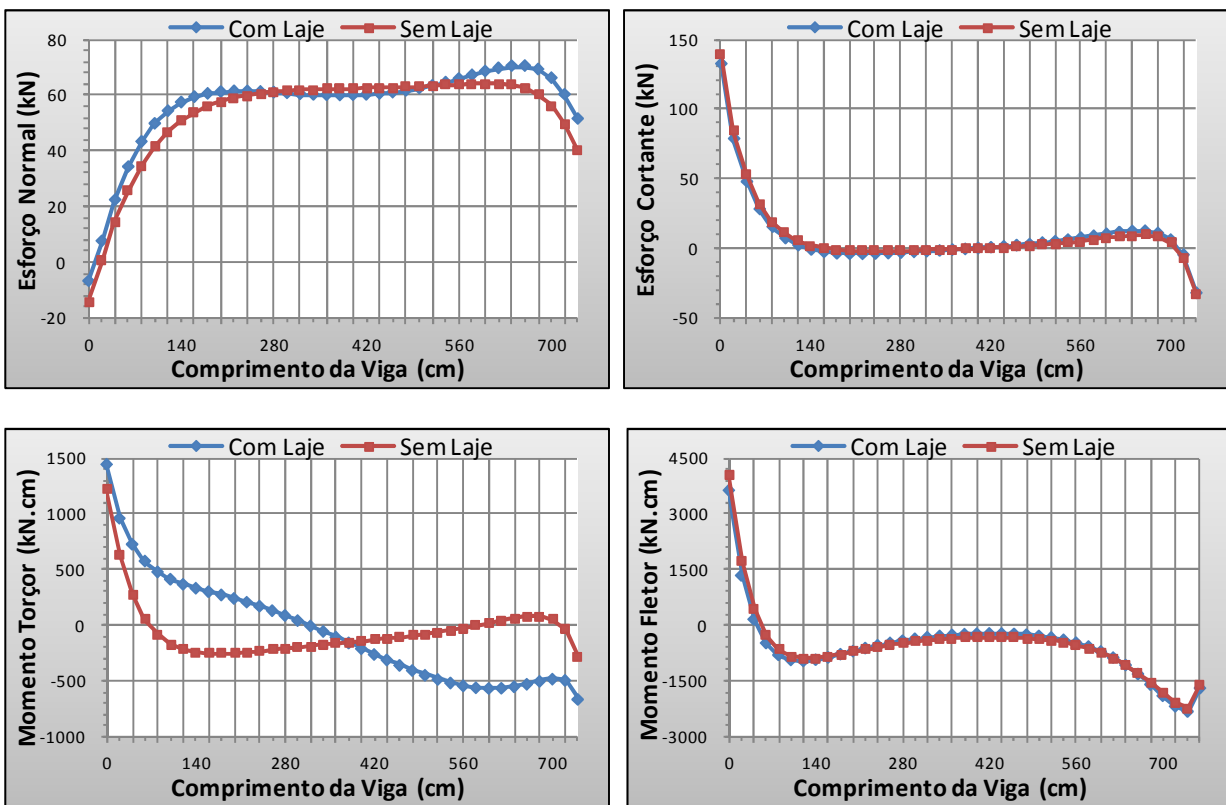 Com Laje Sem Laje
Esforço Normal (kN)
80
60
40
20
0
-20
0 140 280 420 560 700
Comprimento da Viga (cm)
Com Laje Sem Laje
Esforço Cortante (kN)
150
100
50
0
-50
0 140 280 420 560 700
Comprimento da Viga (cm)
Com Laje Sem Laje
Momento Torçor (kN.cm)
1500
1000
500
0
-500
-1000
0 140 280 420 560 700
Comprimento da Viga (cm)
Com Laje Sem Laje
Momento Fletor (kN.cm)
4500
3000
1500
0
-1500
-3000
0 140 280 420 560 700
Comprimento da Viga (cm)